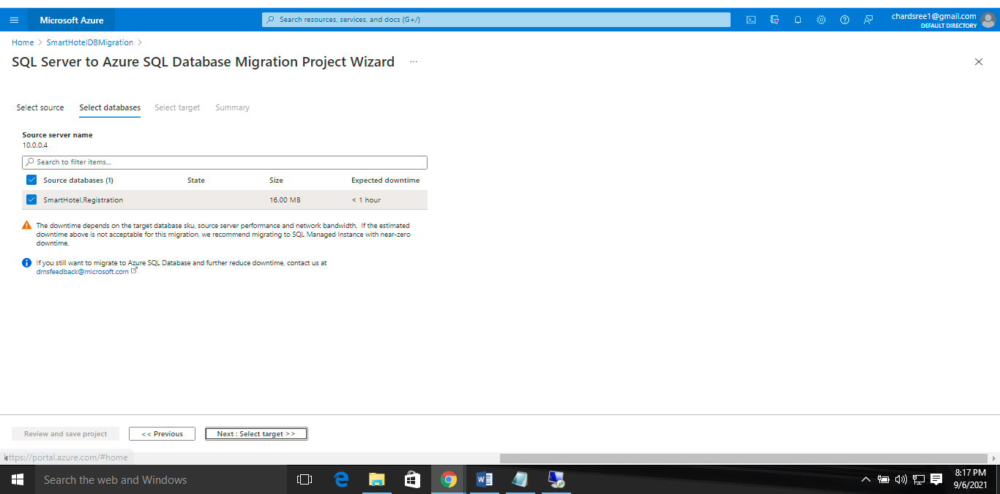 Microsoft Azure
Search resources, services, and docs (G+/)
chardsree1@gmail.com
DEFAULT DIRECTORY
Home > SmartHotelDBMigration >
SQL Server to Azure SQL Database Migration Project Wizard ...
Select source Select databases Select target Summary
Source server name
10.0.0.4
Search to filter items...
Source databases (1) State Size Expected downtime
SmartHotel.Registration 16.00 MB < 1 hour
The downtime depends on the target database sku, source server performance and network bandwidth. If the estimated
downtime above is not acceptable for this migration, we recommend migrating to SQL Managed Instance with near-zero
downtime.
If you still want to migrate to Azure SQL Database and further reduce downtime, contact us at
dmsfeedback@microsoft.com
Review and save project << Previous Next : Select target >>
ttps://portal.azure.com/#home
Search the web and Windows
8:17 PM
9/6/2021